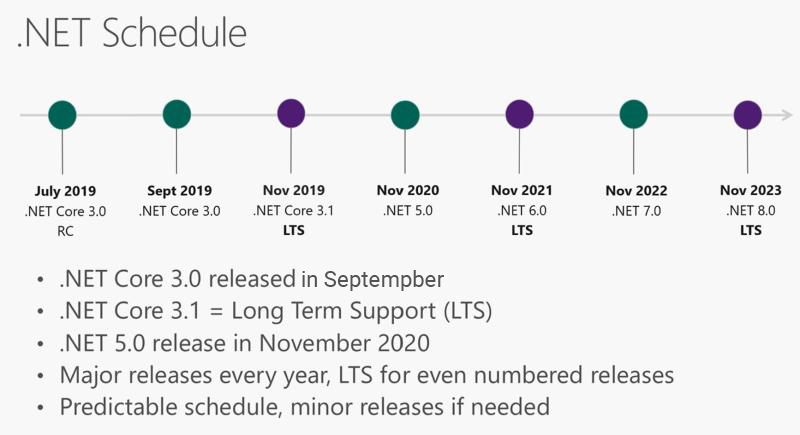 .NET Schedule
July 2019 Sept 2019 Nov 2019 Nov 2020 Nov 2021 Nov 2022 Nov 2023
.NET Core 3.0 .NET Core 3.0 .NET Core 3.1 .NET 5.0 .NET 6.0 .NET 7.0 .NET 8.0
RC LTS LTS LTS
• .NET Core 3.0 released in Septempber
• .NET Core 3.1 = Long Term Support (LTS)
• .NET 5.0 release in November 2020
• Major releases every year, LTS for even numbered releases
• Predictable schedule, minor releases if needed